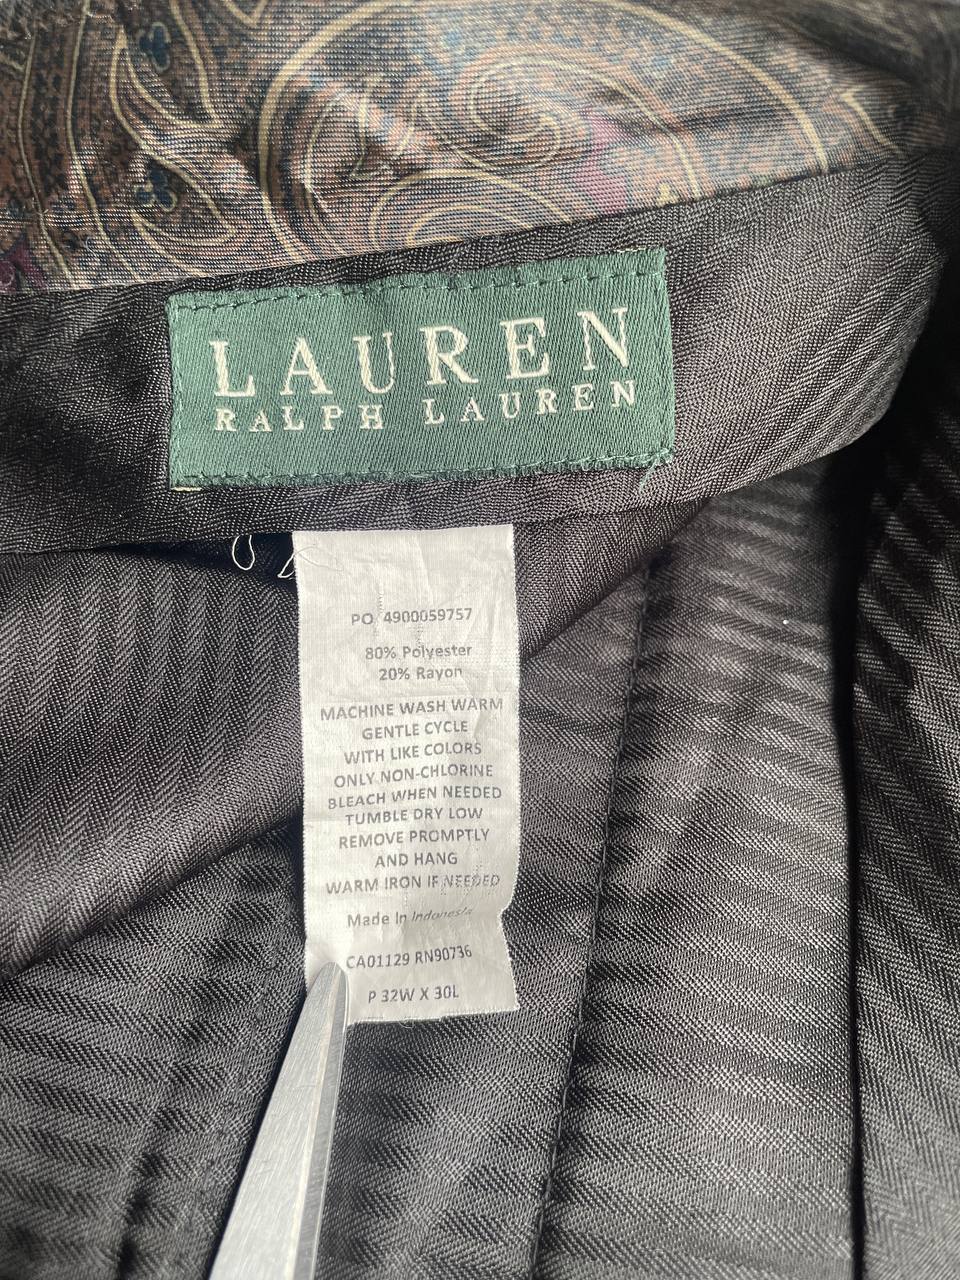 LAUREN
RALPH LAUREN
PO 4900059757
80% Polyester
20% Rayon
MACHINE WASH WARM
GENTLE CYCLE
WITH LIKE COLORS
ONLY NON-CHLORINE
BLEACH WHEN NEEDED
TUMBLE DRY LOW
REMOVE PROMPTLY
AND HANG
WARM IRON IF NEEDED
Made In Indonesia
CA01129 RN90736
P 32W X 30L